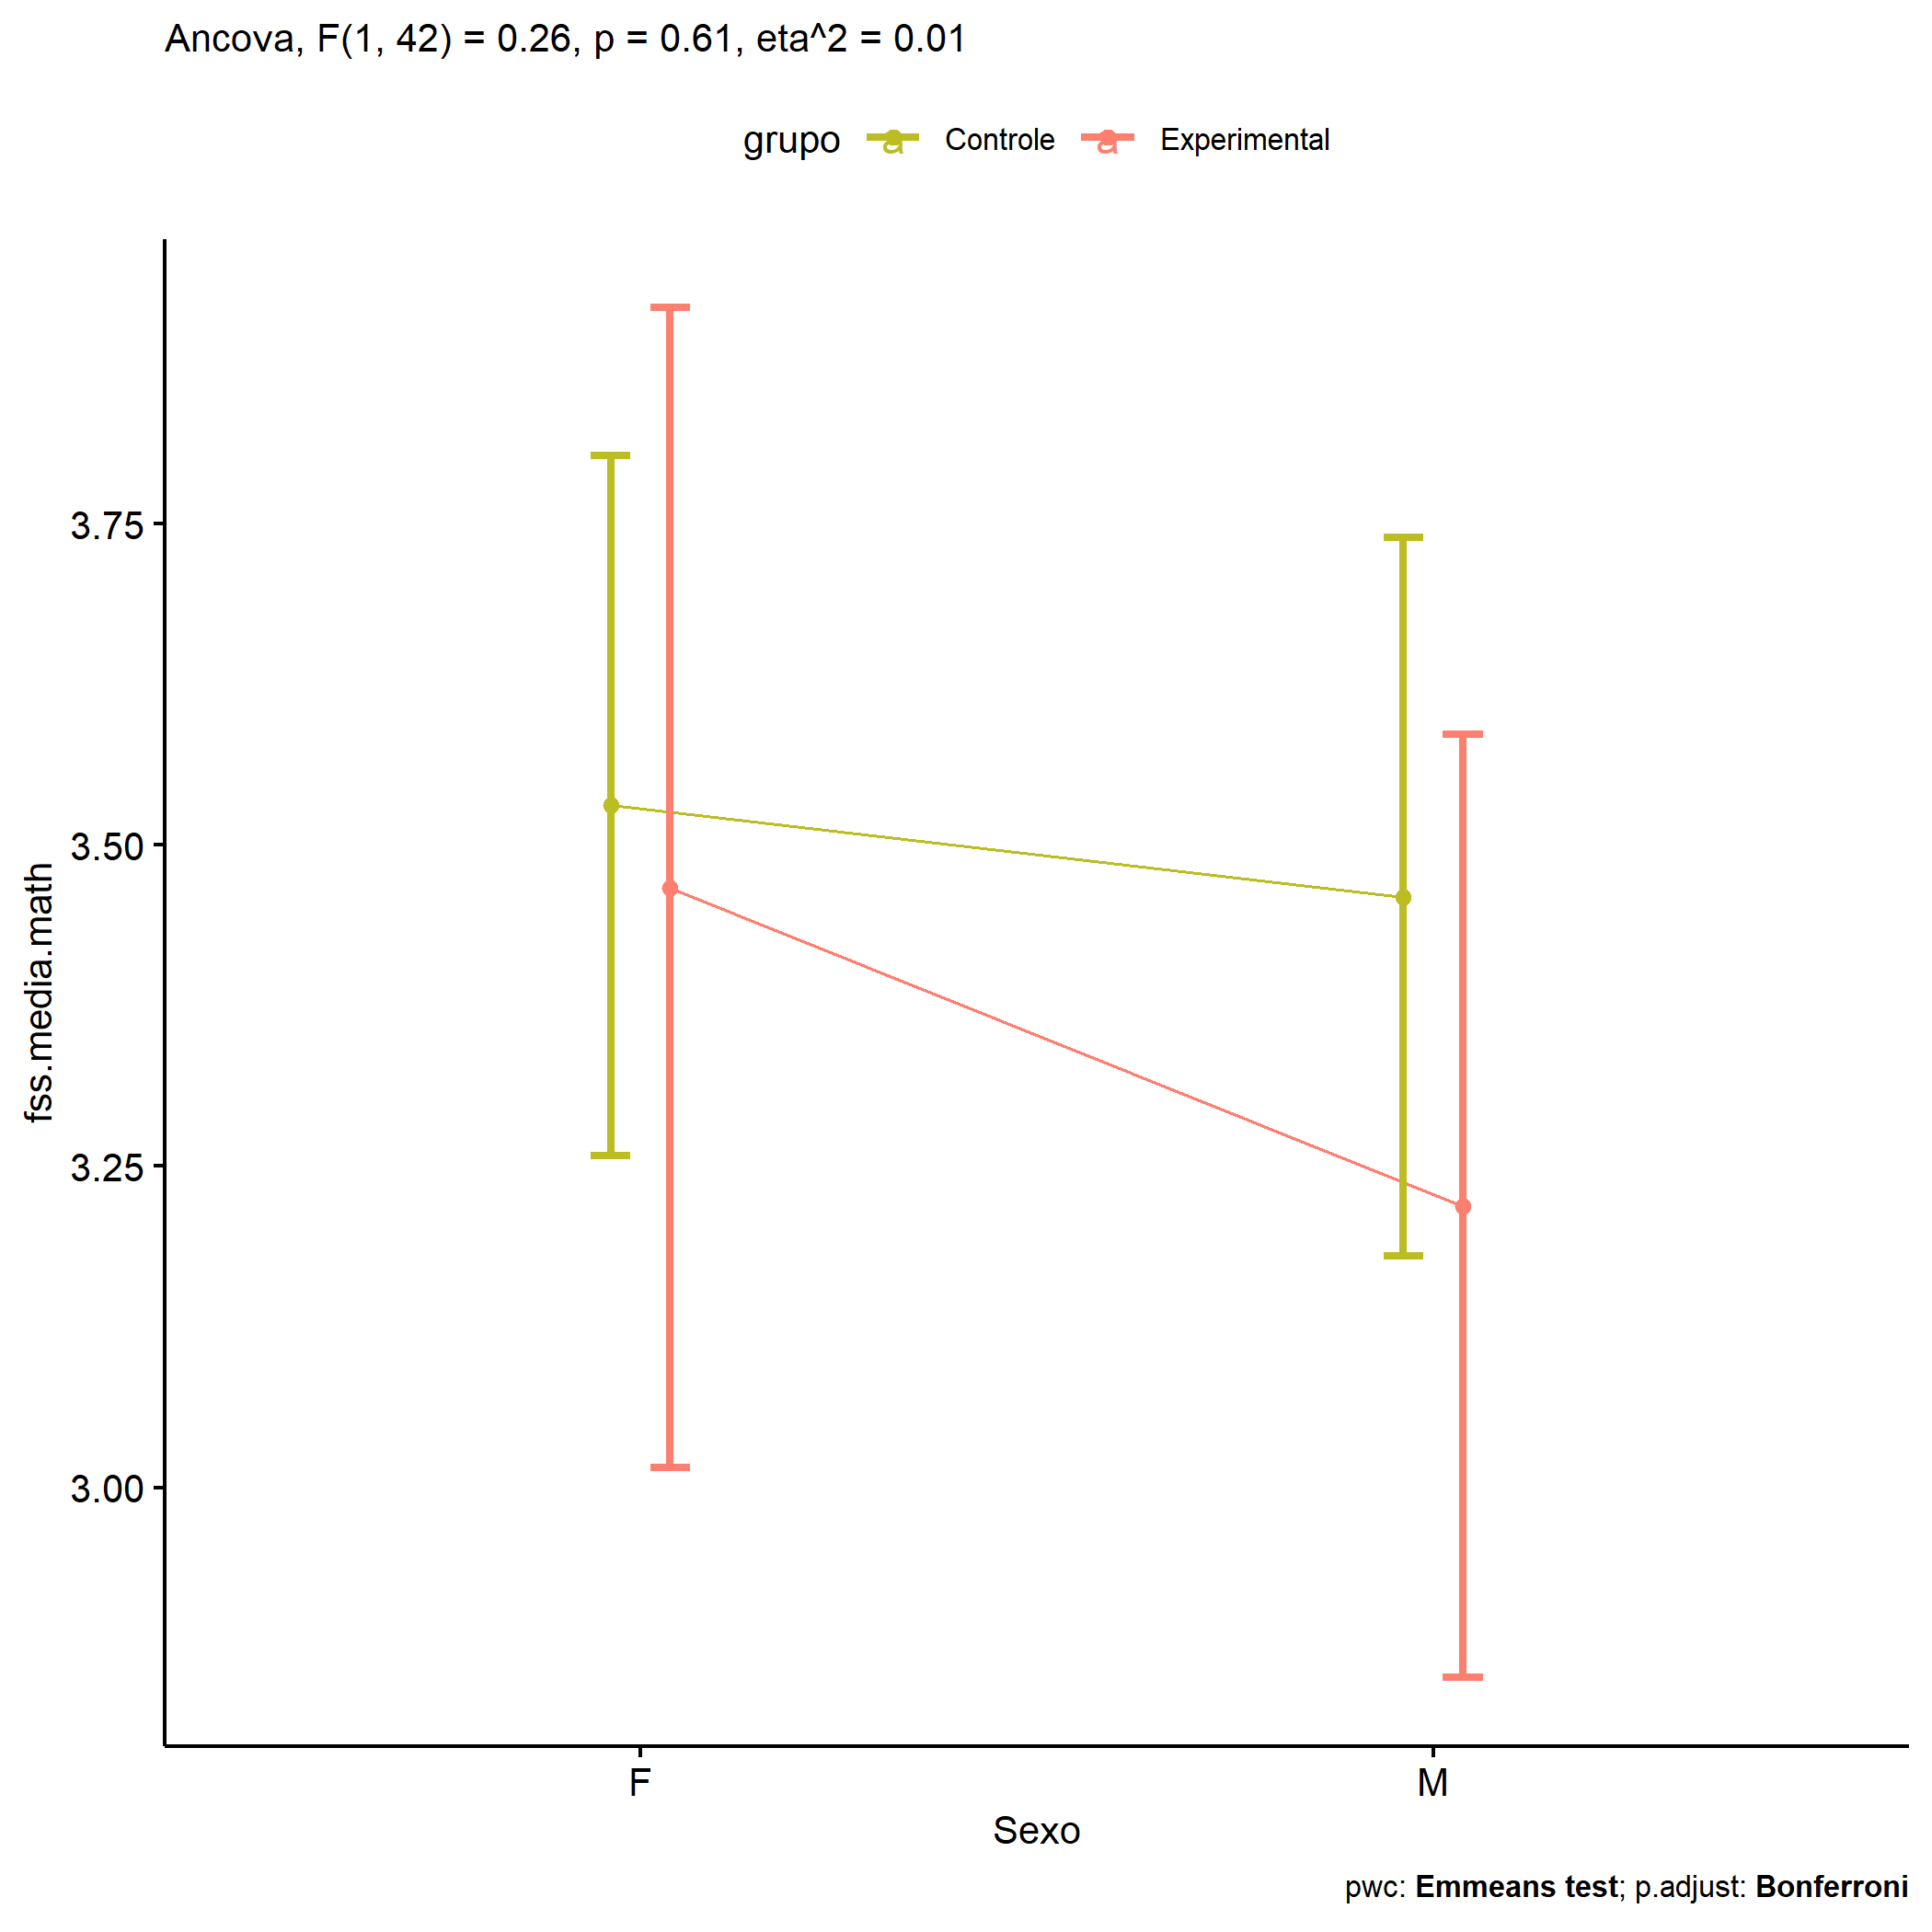 Ancova, F(1, 42) = 0.26, p = 0.61, eta^2 = 0.01
grupo a Controle a Experimental
3.75
3.50
3.25
3.00
fss.media.math
F M
Sexo
pwc: Emmeans test; p.adjust: Bonferroni